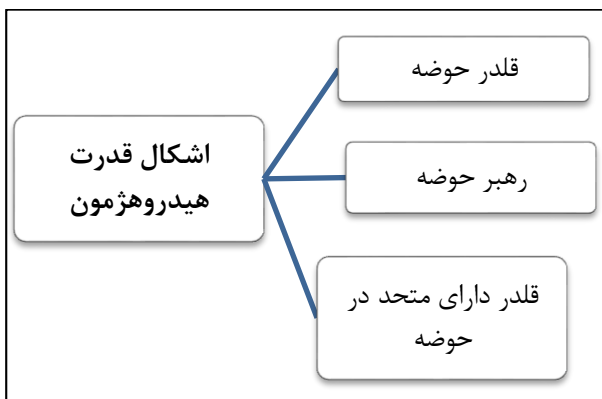 اشکال قدرت
هیدروهژمون
قلدر حوضه
رهبر حوضه
قلدر دارای متحد در
حوضه